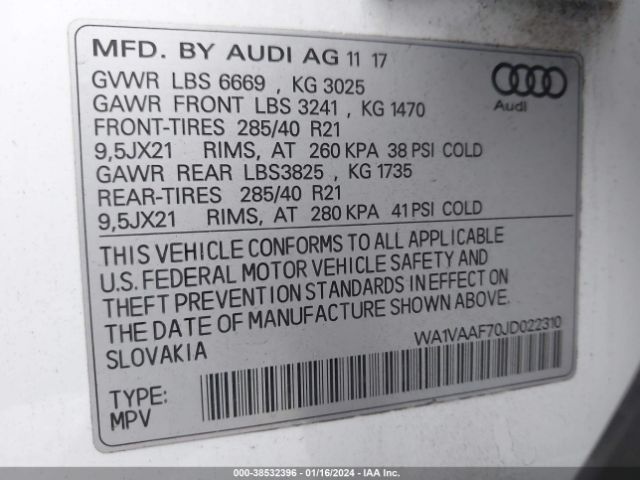 MFD. BY AUDI AG 11 17
GVWR LBS 6669 , KG 3025
GAWR FRONT LBS 3241 , KG 1470
FRONT-TIRES 285/40 R21
9,5JX21 RIMS, AT 260 KPA 38 PSI COLD
GAWR REAR LBS3825 , KG 1735
REAR-TIRES 285/40 R21
9,5JX21 RIMS, AT 280 KPA 41 PSI COLD
Audi
THIS VEHICLE CONFORMS TO ALL APPLICABLE
U.S. FEDERAL MOTOR VEHICLE SAFETY AND
THEFT PREVENTION STANDARDS IN EFFECT ON
THE DATE OF MANUFACTURE SHOWN ABOVE.
SLOVAKIA
WA1VAAF70JD022310
TYPE:
MPV
000-38532396 - 01/16/2024 - IAA Inc.